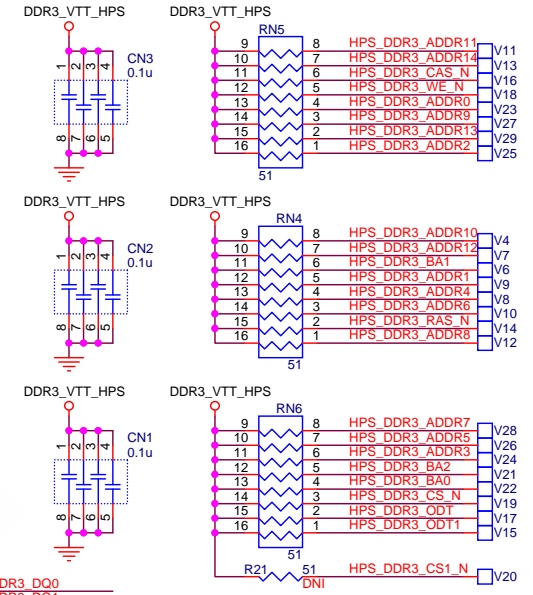 DDR3_VTT_HPS DDR3_VTT_HPS
RN5
CN3
0.1u
1 2 3 4
8 7 6 5
9 8 HPS_DDR3_ADDR11 V11
10 7 HPS_DDR3_ADDR14 V13
11 6 HPS_DDR3_CAS_N V16
12 5 HPS_DDR3_WE_N V18
13 4 HPS_DDR3_ADDR0 V23
14 3 HPS_DDR3_ADDR9 V27
15 2 HPS_DDR3_ADDR13 V29
16 1 HPS_DDR3_ADDR2 V25
51
DDR3_VTT_HPS DDR3_VTT_HPS
RN4
CN2
0.1u
1 2 3 4
8 7 6 5
9 8 HPS_DDR3_ADDR10 V4
10 7 HPS_DDR3_ADDR12 V7
11 6 HPS_DDR3_BA1 V6
12 5 HPS_DDR3_ADDR1 V9
13 4 HPS_DDR3_ADDR4 V8
14 3 HPS_DDR3_ADDR6 V10
15 2 HPS_DDR3_RAS_N V14
16 1 HPS_DDR3_ADDR8 V12
51
DDR3_VTT_HPS DDR3_VTT_HPS
RN6
CN1
0.1u
1 2 3 4
8 7 6 5
9 8 HPS_DDR3_ADDR7 V28
10 7 HPS_DDR3_ADDR5 V26
11 6 HPS_DDR3_ADDR3 V24
12 5 HPS_DDR3_BA2 V21
13 4 HPS_DDR3_BA0 V22
14 3 HPS_DDR3_CS_N V19
15 2 HPS_DDR3_ODT V17
16 1 HPS_DDR3_ODT1 V15
51
R21 51 HPS_DDR3_CS1_N V20
DNI
DR3_DQ0